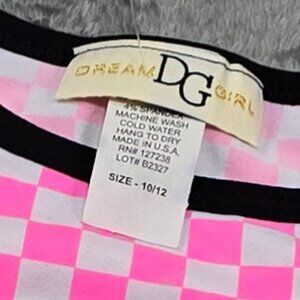 DREAM DG GIRL
4% SPANDEX
MACHINE WASH
COLD WATER
HANG TO DRY
MADE IN U.S.A.
RN# 127238
LOT# B2327
SIZE - 10/12